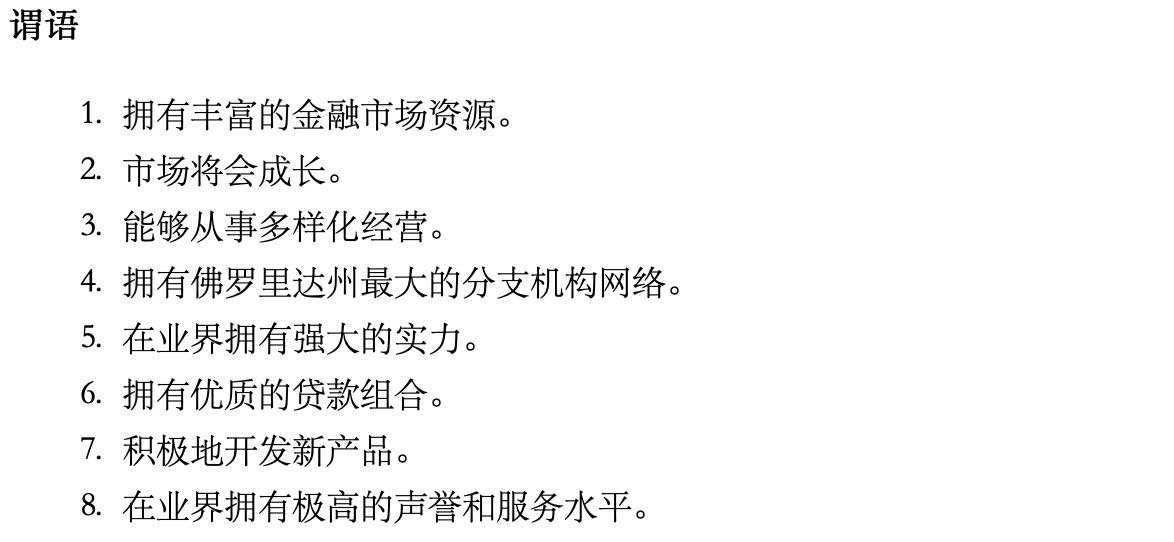 谓语
1. 拥有丰富的金融市场资源。
2. 市场将会成长。
3. 能够从事多样化经营。
4. 拥有佛罗里达州最大的分支机构网络。
5. 在业界拥有强大的实力。
6. 拥有优质的贷款组合。
7. 积极地开发新产品。
8. 在业界拥有极高的声誉和服务水平。